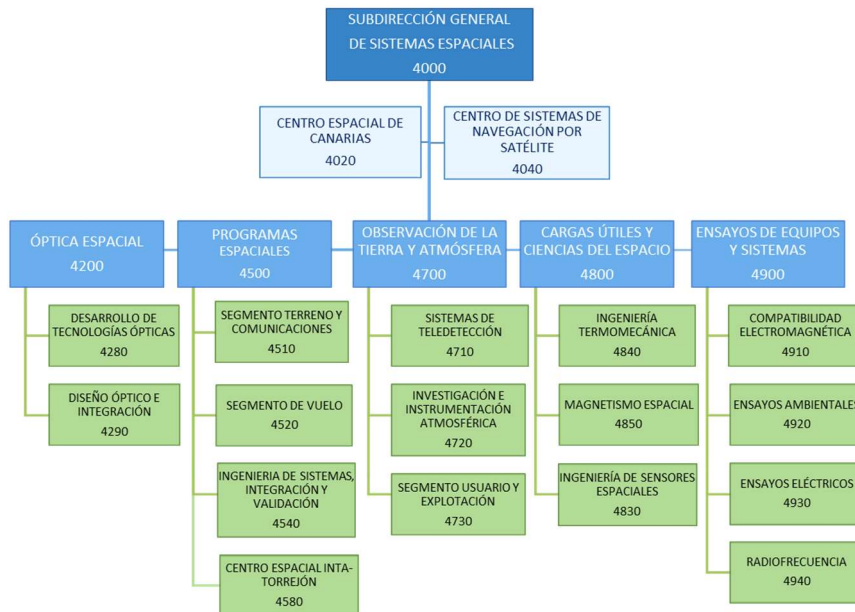 SUBDIRECCIÓN GENERAL
DE SISTEMAS ESPACIALES
4000
CENTRO ESPACIAL DE
CANARIAS
4020
CENTRO DE SISTEMAS DE
NAVEGACIÓN POR
SATÉLITE
4040
ÓPTICA ESPACIAL
4200
PROGRAMAS
ESPACIALES
4500
OBSERVACIÓN DE LA
TIERRA Y ATMÓSFERA
4700
CARGAS ÚTILES Y
CIENCIAS DEL ESPACIO
4800
ENSAYOS DE EQUIPOS
Y SISTEMAS
4900
DESARROLLO DE
TECNOLOGÍAS ÓPTICAS
4280
DISEÑO ÓPTICO E
INTEGRACIÓN
4290
SEGMENTO TERRENO Y
COMUNICACIONES
4510
SEGMENTO DE VUELO
4520
INGENIERIA DE SISTEMAS,
INTEGRACIÓN Y
VALIDACIÓN
4540
CENTRO ESPACIAL INTA-
TORREJÓN
4580
SISTEMAS DE
TELEDETECCIÓN
4710
INVESTIGACIÓN E
INSTRUMENTACIÓN
ATMOSFÉRICA
4720
SEGMENTO USUARIO Y
EXPLOTACIÓN
4730
INGENIERÍA
TERMOMECÁNICA
4840
MAGNETISMO ESPACIAL
4850
INGENIERÍA DE SENSORES
ESPACIALES
4830
COMPATIBILIDAD
ELECTROMAGNÉTICA
4910
ENSAYOS AMBIENTALES
4920
ENSAYOS ELÉCTRICOS
4930
RADIOFRECUENCIA
4940